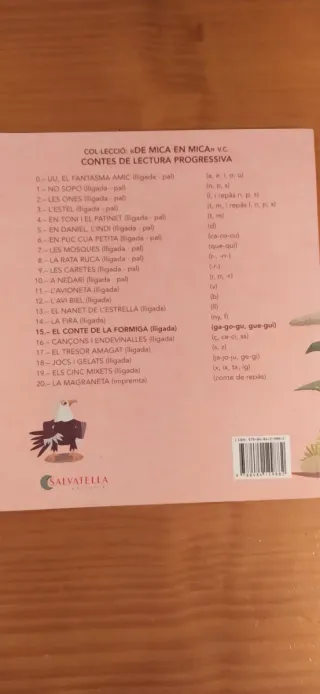 COL·LECCIÓ: «DE MICA EN MICA» V.C.
CONTES DE LECTURA PROGRESSIVA
0.- UU, EL FANTASMA AMIC (lligada - pal) (a, e, i, o, u)
1.- NO SOPO (lligada - pal) (n, p, s)
2.- LES ONES (lligada - pal) (l, i repàs n, p, s)
3.- L'ESTEL (lligada - pal) (t, m, i repàs l, n, p, s)
4.- EN TONI I EL PATINET (lligada - pal) (t, m)
5.- EN DANIEL, L'INDI (lligada - pal) (d)
6.- EN PUC CUA PETITA (lligada - pal) (ca-co-cu)
7.- LES MOSQUES (lligada - pal) (que-qui)
8.- LA RATA RUCA (lligada - pal) (r-, -rr-)
9.- LES CARETES (lligada - pal) (-r-)
10.- A NEDAR! (lligada - pal)
11.- L'AVIONETA (lligada) (v)
12.- L'AVI BIEL (lligada) (b)
13.- EL NANET DE L'ESTRELLA (lligada) (ll)
14.- LA FIRA (lligada) (ny, f)
15.- EL CONTE DE LA FORMIGA (lligada) (ga-go-gu, gue-gui)
16.- CANÇONS I ENDEVINALLES (lligada) (ç, ce-ci, ss)
17.- EL TRESOR AMAGAT (lligada) (s, z)
18.- JOCS I GELATS (lligada) (ja-jo-ju, ge-gi)
19.- ELS CINC MIXETS (lligada) (x, ix, tx, ig)
20.- LA MAGRANETA (impremta) (conte de repàs)
SALVATELLA